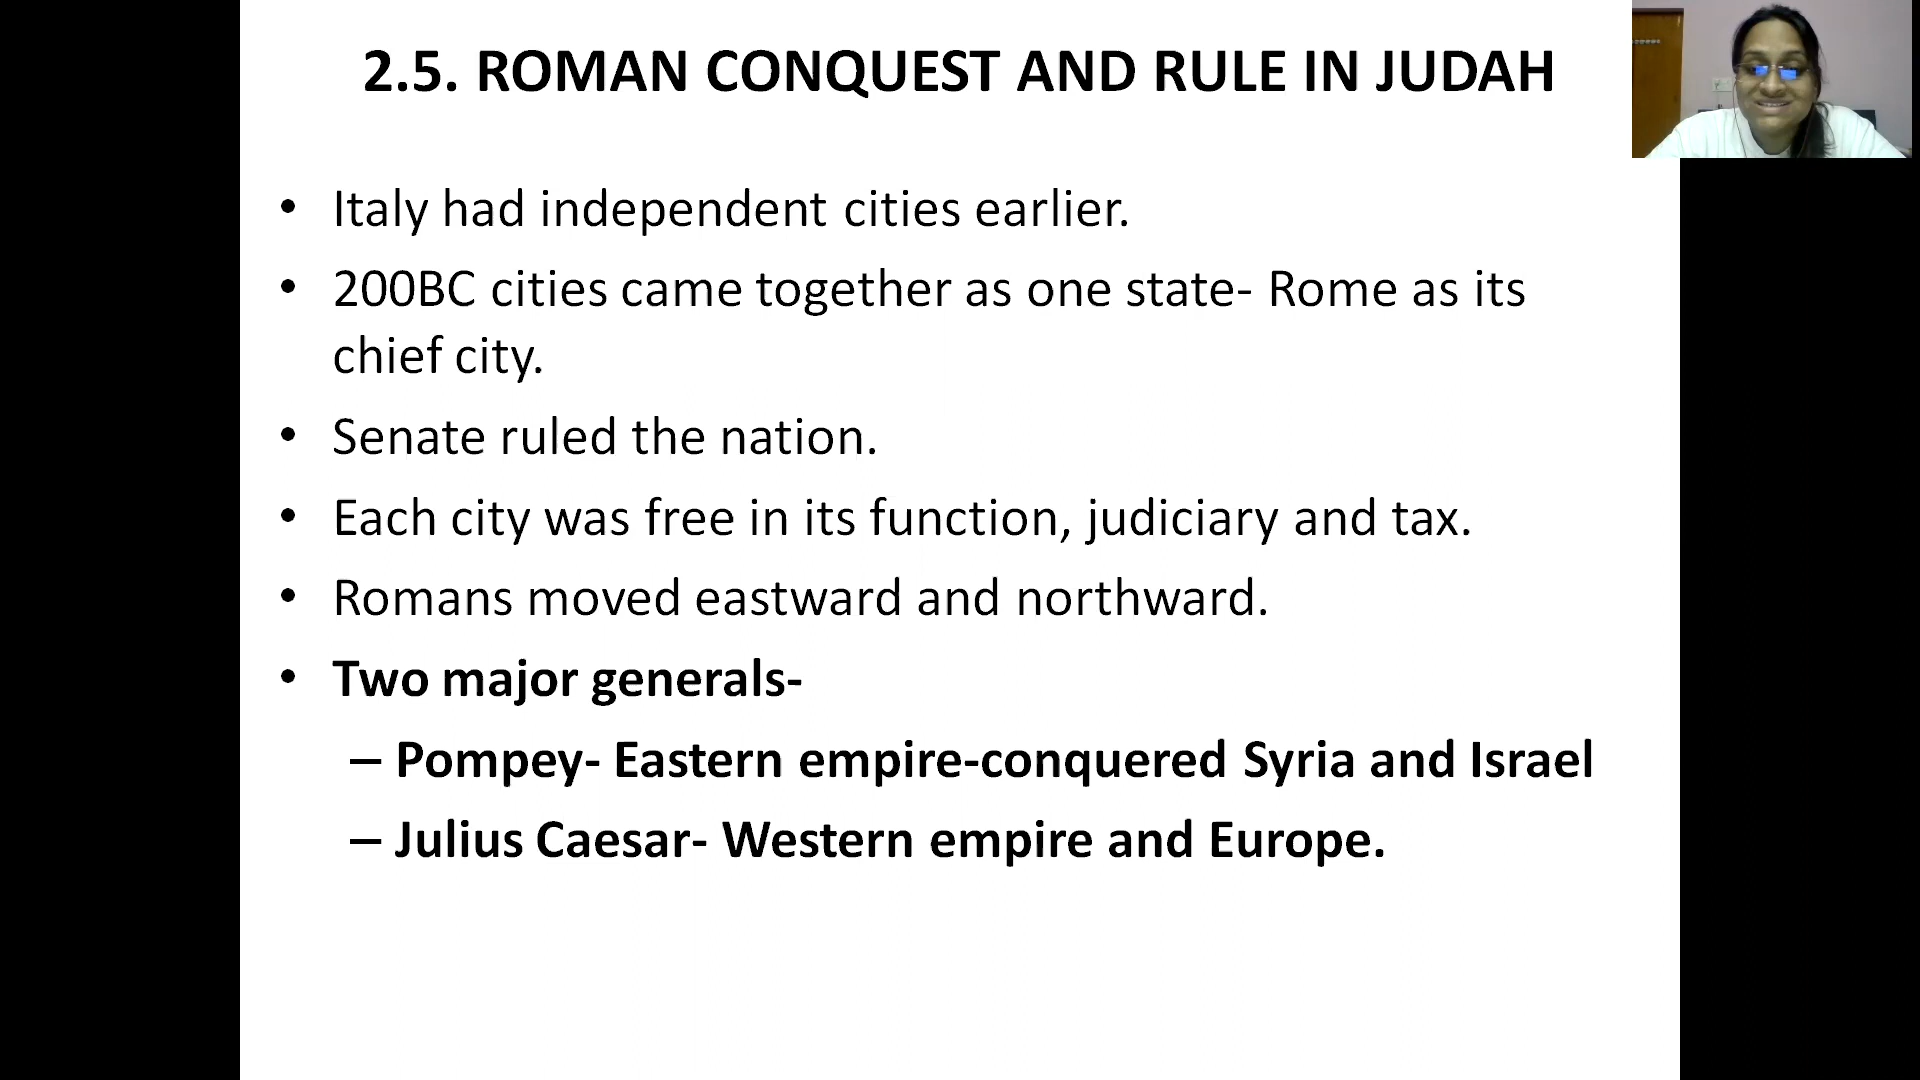 2.5. ROMAN CONQUEST AND RULE IN JUDAH
• Italy had independent cities earlier.
• 200BC cities came together as one state- Rome as its
chief city.
• Senate ruled the nation.
• Each city was free in its function, judiciary and tax.
• Romans moved eastward and northward.
• Two major generals-
– Pompey- Eastern empire-conquered Syria and Israel
– Julius Caesar- Western empire and Europe.